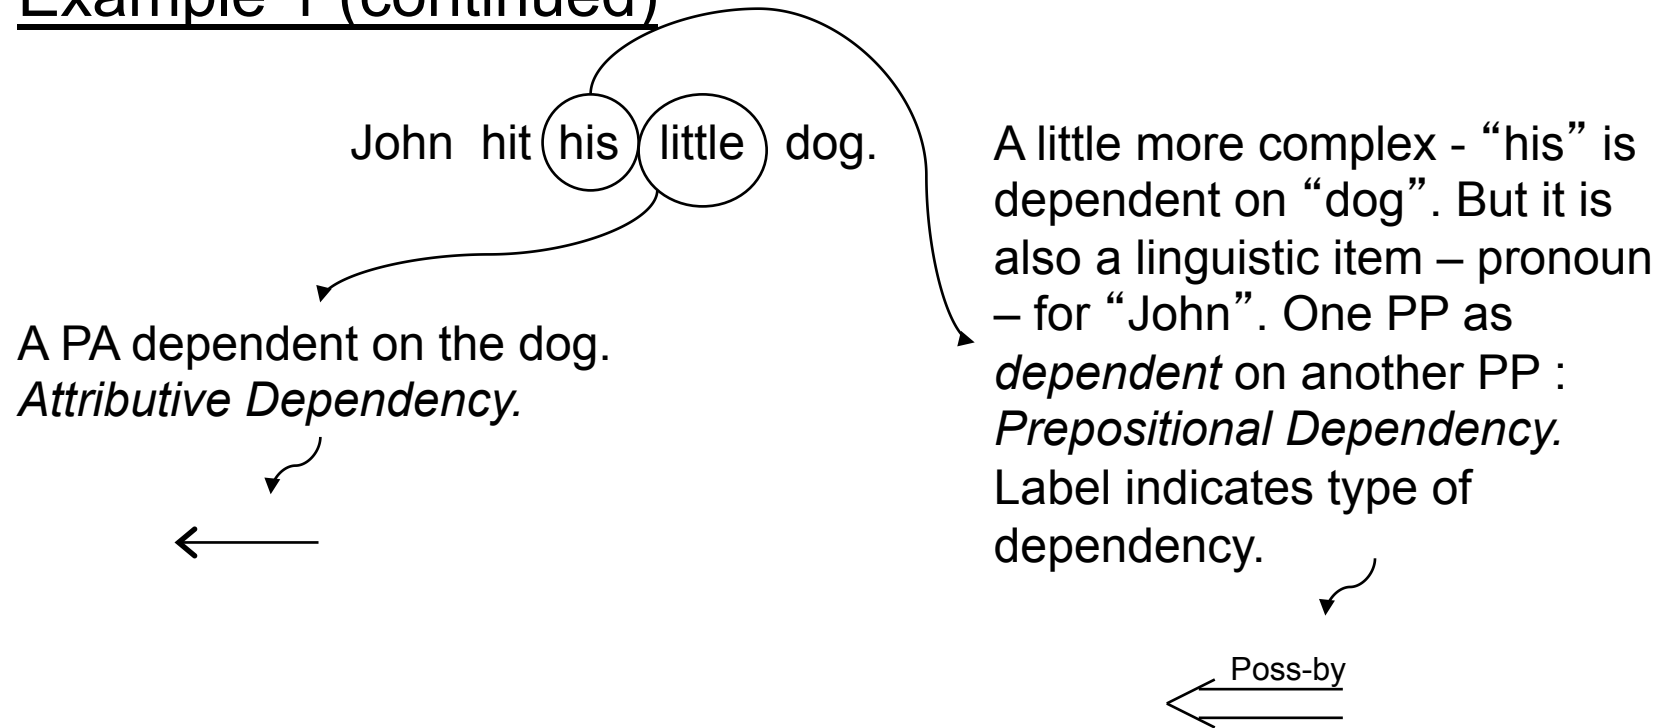 Example 1 (continued)
John hit his little dog.
A little more complex - “his” is
dependent on “dog”. But it is
also a linguistic item – pronoun
– for “John”. One PP as
dependent on another PP :
Prepositional Dependency.
Label indicates type of
dependency.
A PA dependent on the dog.
Attributive Dependency.
Poss-by